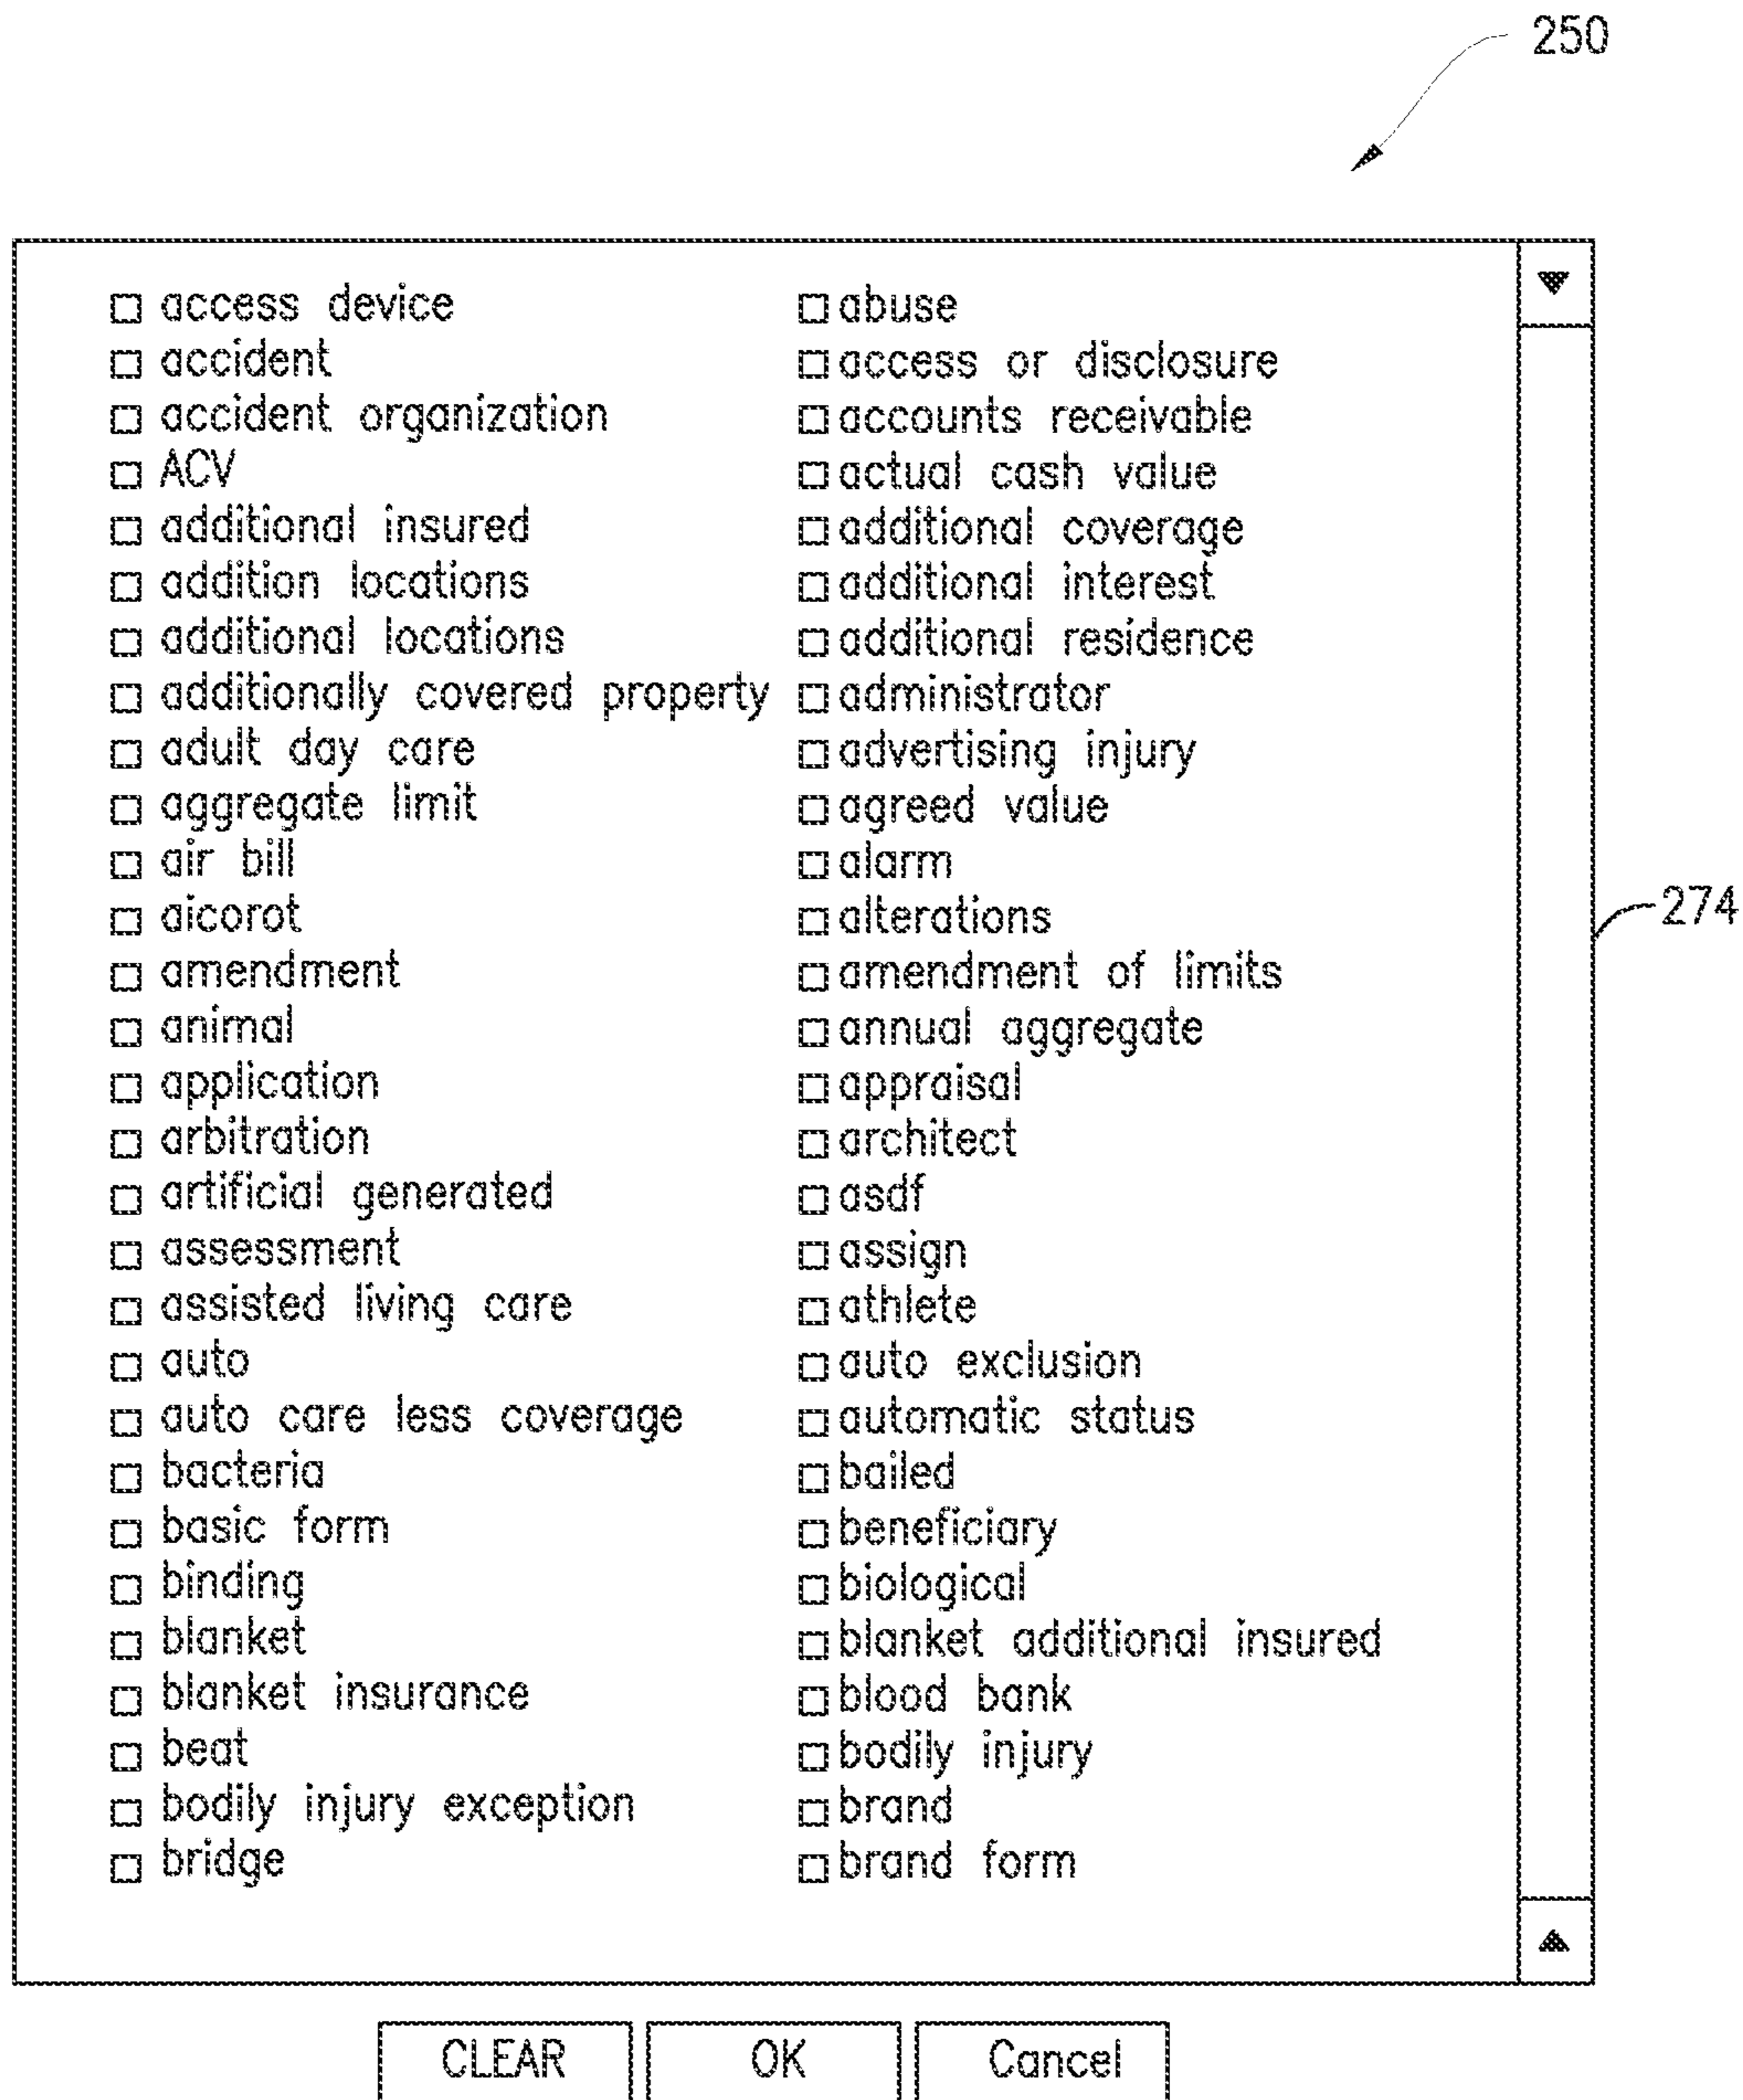 250
access device abuse
accident access or disclosure
accident organization accounts receivable
ACV actual cash value
additional insured additional coverage
addition locations additional interest
additional locations additional residence
additionally covered property administrator
adult day care advertising injury
aggregate limit agreed value
air bill alarm
aicorot alterations
amendment amendment of limits
animal annual aggregate
application appraisal
arbitration architect
artificial generated asdf
assessment assign
assisted living care athlete
auto auto exclusion
auto care less coverage automatic status
bacteria bailed
basic form beneficiary
binding biological
blanket blanket additional insured
blanket insurance blood bank
beat bodily injury
bodily injury exception brand
bridge brand form
274
CLEAR OK Cancel